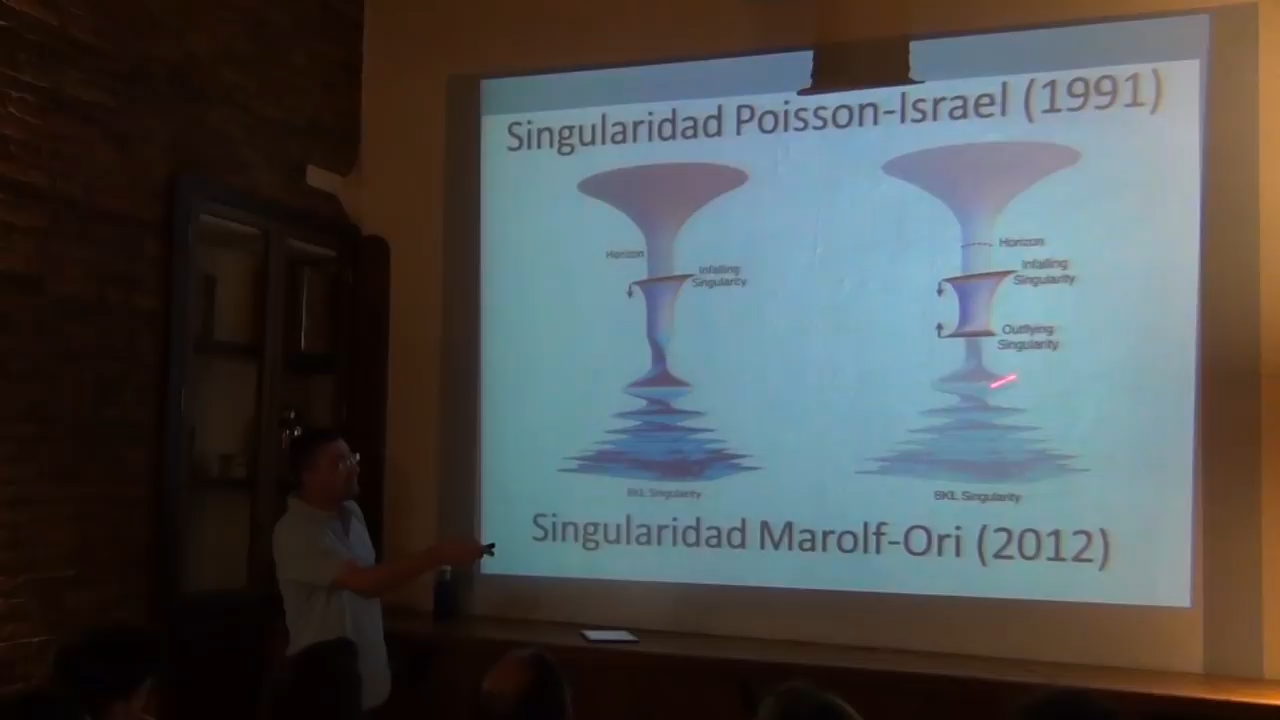 Singularidad Poisson-Israel (1991)
Horizon
Infalling
Singularity
BKL Singularity
Horizon
Infalling
Singularity
Outflying
Singularity
BKL Singularity
Singularidad Marolf-Ori (2012)